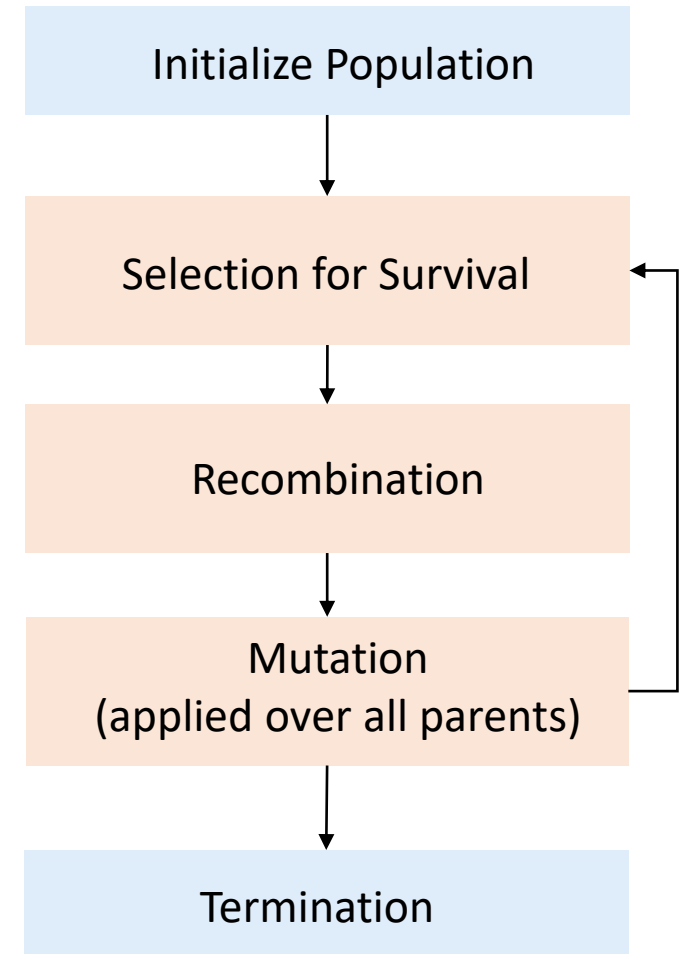 Initialize Population
Selection for Survival
Recombination
Mutation
(applied over all parents)
Termination